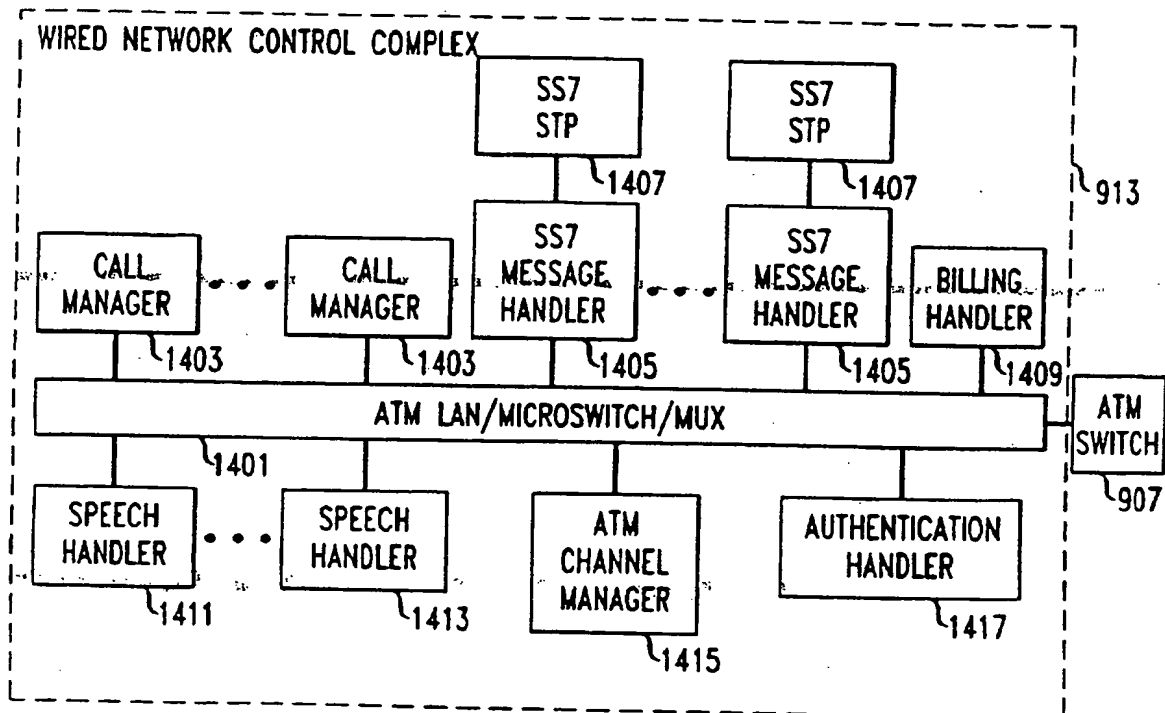 WIRED NETWORK CONTROL COMPLEX
SS7
STP
1407
SS7
STP
1407
913
CALL
MANAGER
1403
CALL
MANAGER
1403
SS7
MESSAGE
HANDLER
1405
SS7
MESSAGE
HANDLER
1405
BILLING
HANDLER
1409
ATM LAN/MICROSWITCH/MUX
1401
ATM
SWITCH
907
SPEECH
HANDLER
1411
SPEECH
HANDLER
1413
ATM
CHANNEL
MANAGER
1415
AUTHENTICATION
HANDLER
1417